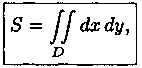 S = ∬_D dx dy,